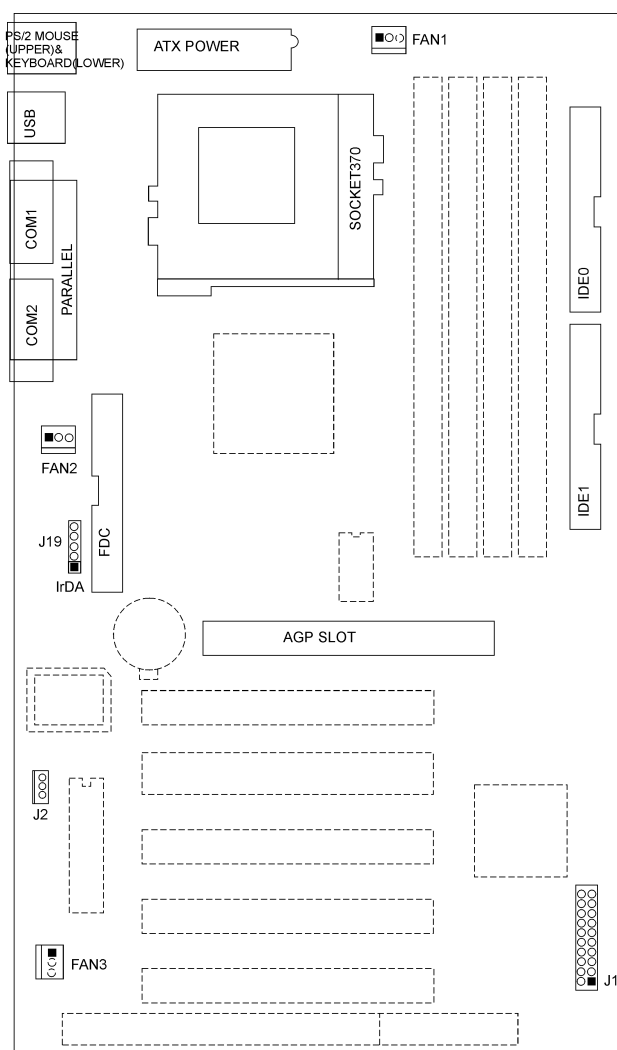 PS/2 MOUSE
(UPPER)&
KEYBOARD(LOWER)
ATX POWER
FAN1
USB
SOCKET370
COM1
PARALLEL
COM2
IDE0
IDE1
FAN2
FDC
J19
IrDA
AGP SLOT
J2
FAN3
J1